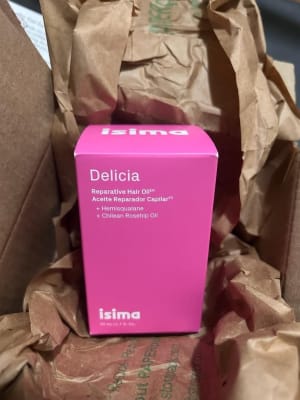 isima
Delicia
Reparative Hair Oil
Aceite Reparador Capilar
+ Hemisqualane
+ Chilean Rosehip Oil
isima